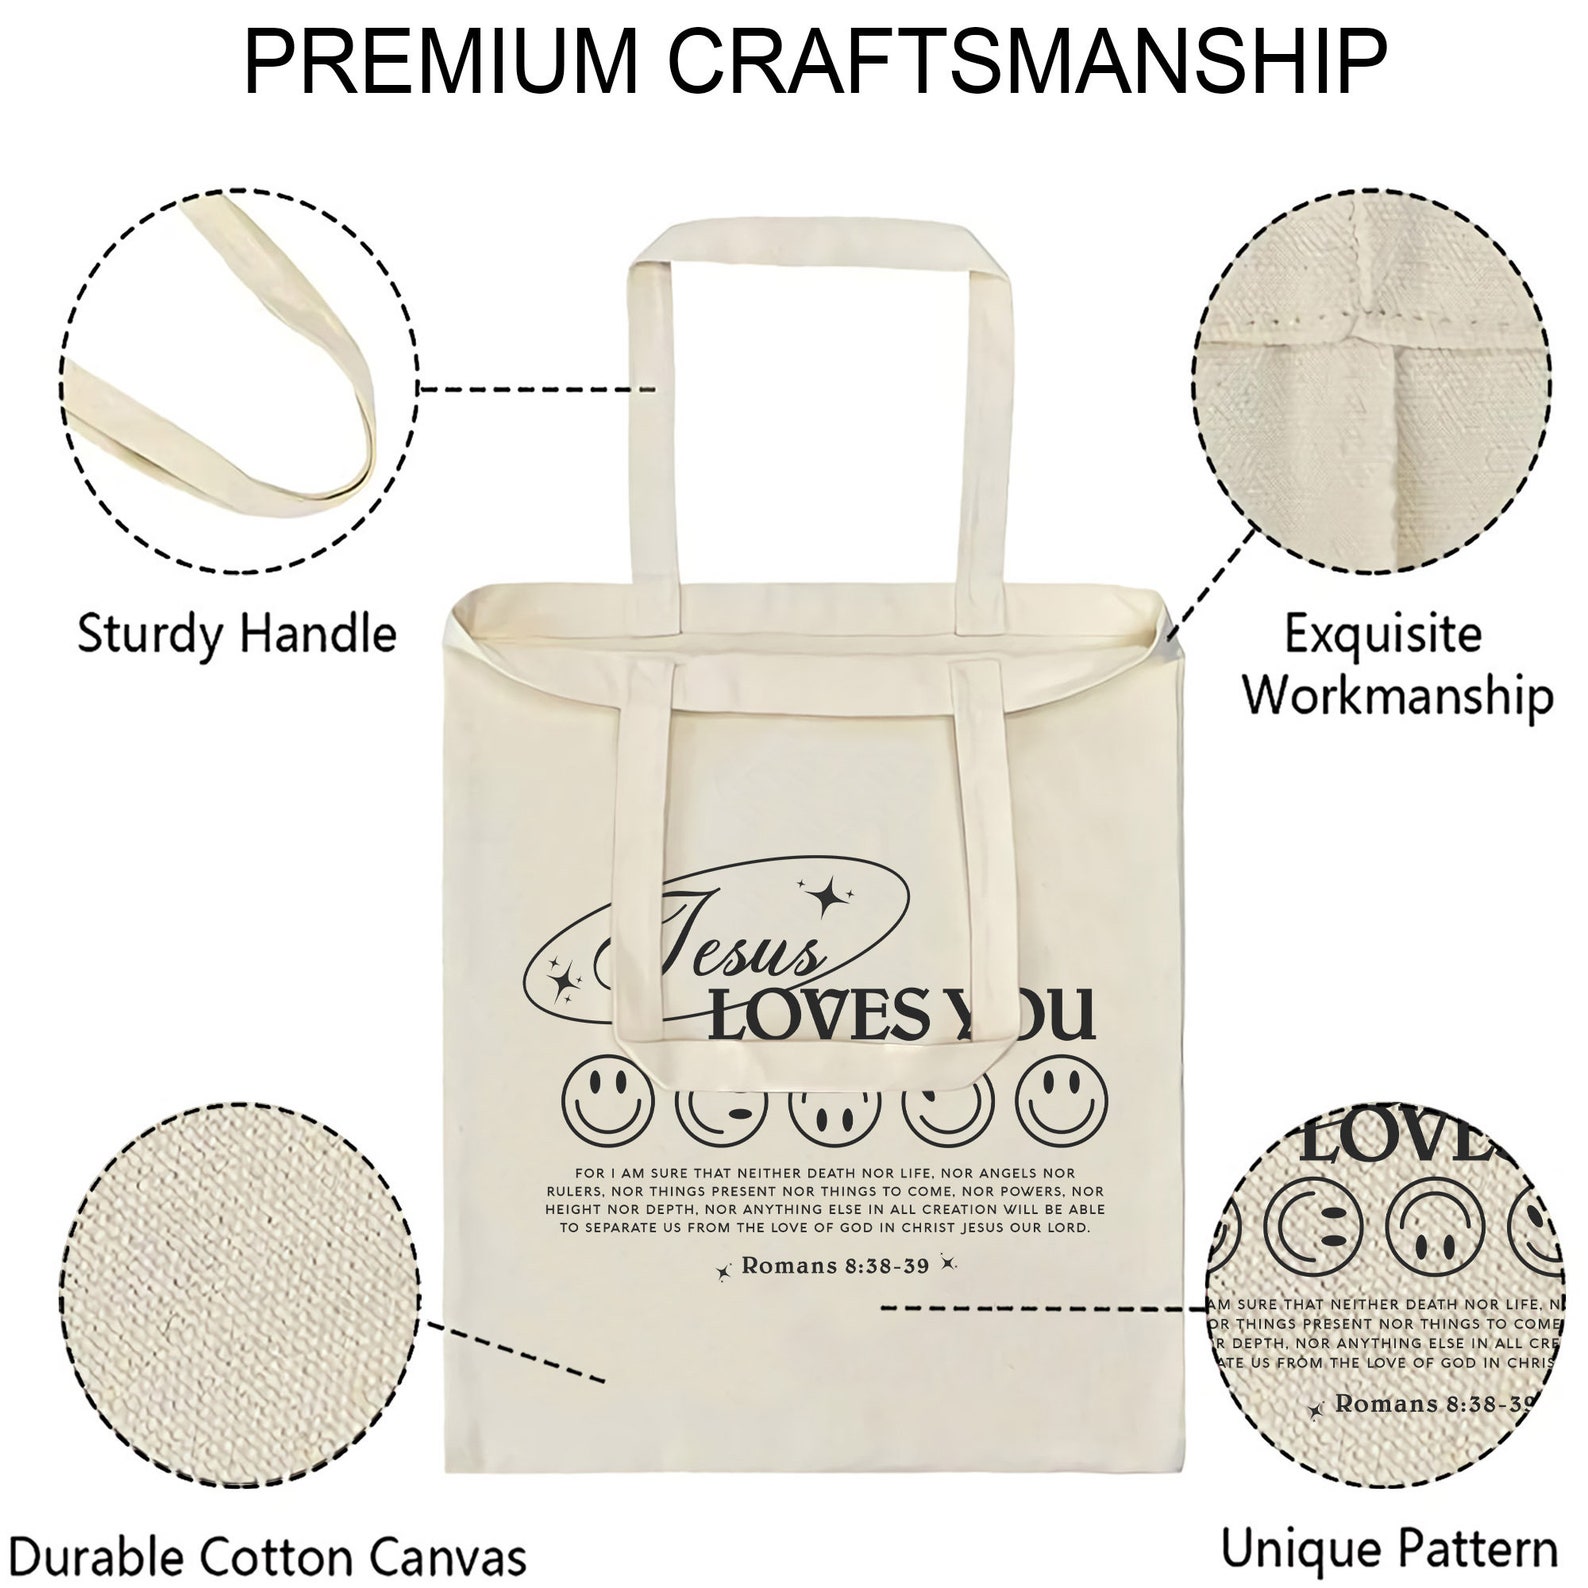 PREMIUM CRAFTSMANSHIP
Sturdy Handle
Exquisite
Workmanship
Jesus
LOVES YOU
FOR I AM SURE THAT NEITHER DEATH NOR LIFE, NOR ANGELS NOR
RULERS, NOR THINGS PRESENT NOR THINGS TO COME, NOR POWERS, NOR
HEIGHT NOR DEPTH, NOR ANYTHING ELSE IN ALL CREATION WILL BE ABLE
TO SEPARATE US FROM THE LOVE OF GOD IN CHRIST JESUS OUR LORD.
Romans 8:38-39
LOVES
AM SURE THAT NEITHER DEATH NOR LIFE, N
OR THINGS PRESENT NOR THINGS TO COME
R DEPTH, NOR ANYTHING ELSE IN ALL CRE
ATE US FROM THE LOVE OF GOD IN CHRIS
Romans 8:38-39
Durable Cotton Canvas
Unique Pattern